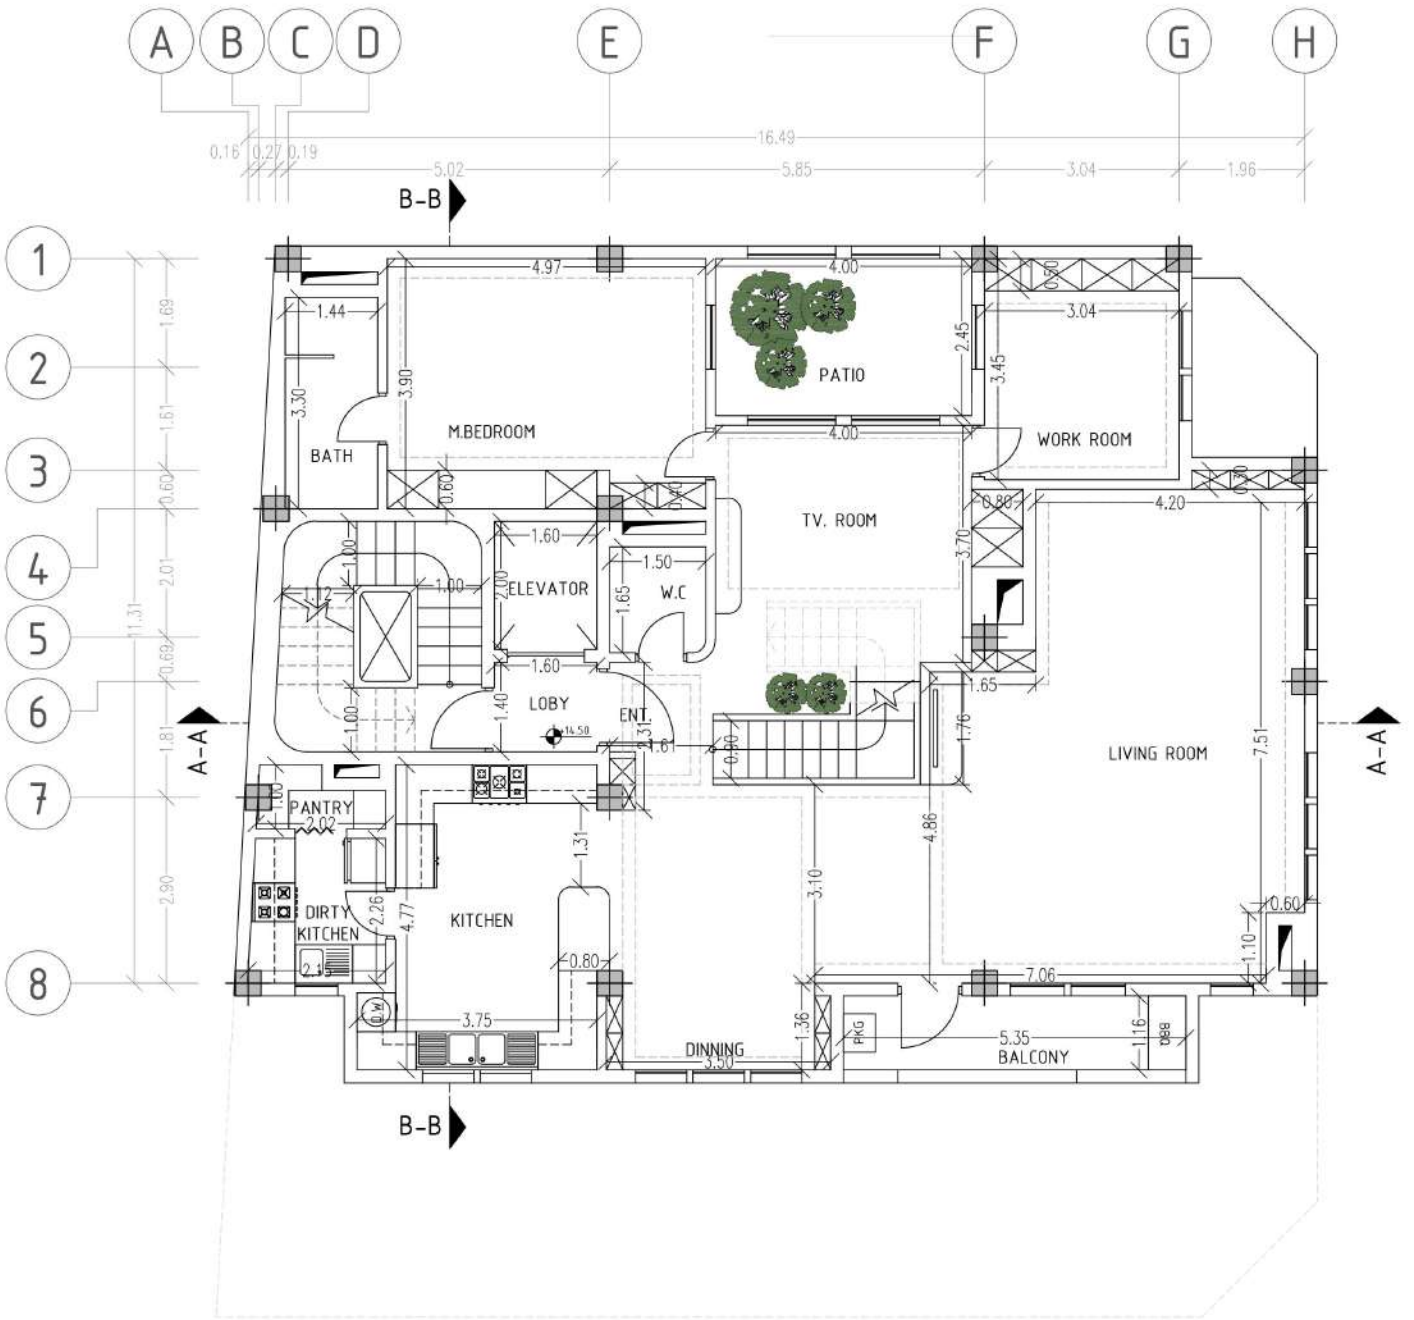 A B C D E F G H
16.49
0.16 0.27 0.19 5.02 5.85 3.04 1.96
B-B
1
2
3
4
5
6
7
8
11.31
1.69
1.61
0.60
2.01
0.69
1.81
2.90
4.97 4.00 0.50
1.44 3.04
3.90 3.30 2.45 3.45
PATIO
M.BEDROOM 4.00 WORK ROOM
BATH
0.60 0.40 0.30
0.80 4.20
TV. ROOM
1.00 1.60 1.50 3.70
1.12 1.00 2.00 ELEVATOR 1.65 W.C
1.60 1.65
LOBY
1.00 1.40 ENT. 2.31 1.76
+14.50 1.61 0.90
LIVING ROOM 7.51
A-A A-A
1.00 PANTRY
2.02
1.31 4.86
3.10
DIRTY
KITCHEN
2.26 4.77 KITCHEN 0.60
1.10
2.15 0.80 7.06
D.W 3.75 1.36 PKG 5.35 1.16 BBQ
DINNING
3.50 BALCONY
B-B